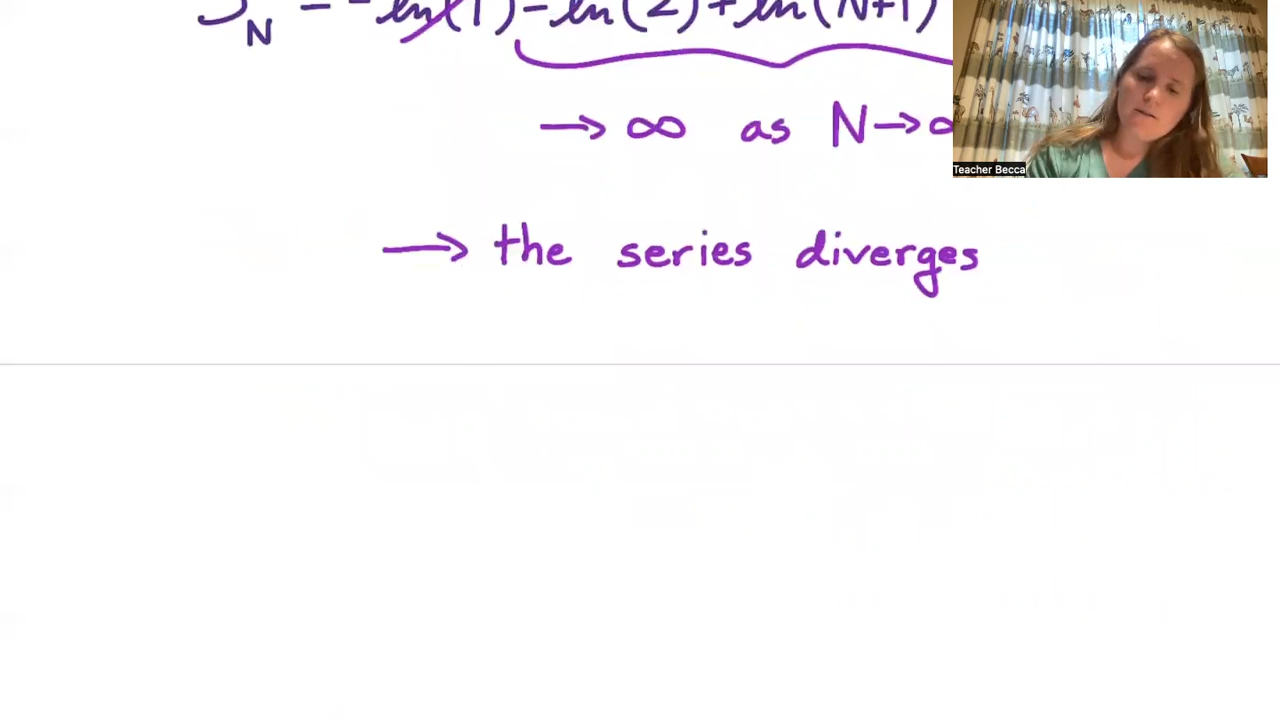 S_N = -ln(1) - ln(2) + ln(N+1)
→ ∞ as N→∞
Teacher Becca
→ the series diverges